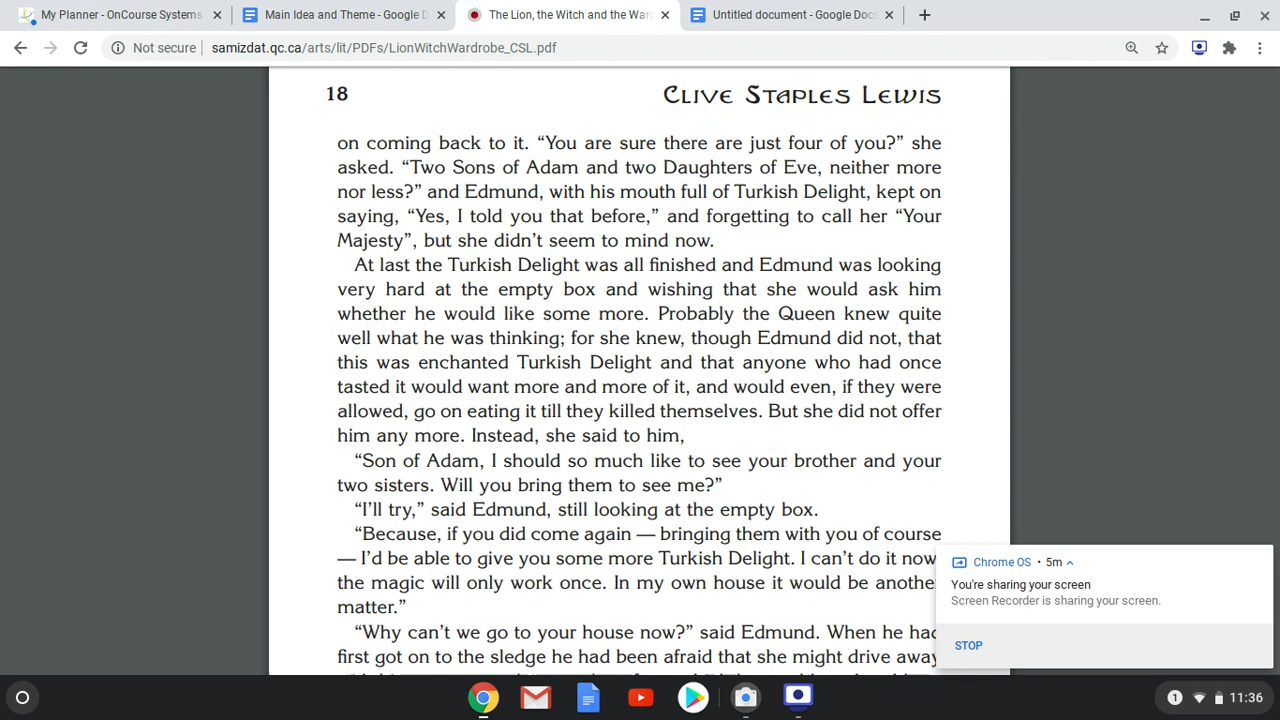 My Planner - OnCourse Systems
Main Idea and Theme - Google D
The Lion, the Witch and the War
Untitled document - Google Doc
Not secure
samizdat.qc.ca/arts/lit/PDFs/LionWitchWardrobe_CSL.pdf
18 Clive Staples Lewis
on coming back to it. “You are sure there are just four of you?” she
asked. “Two Sons of Adam and two Daughters of Eve, neither more
nor less?” and Edmund, with his mouth full of Turkish Delight, kept on
saying, “Yes, I told you that before,” and forgetting to call her “Your
Majesty”, but she didn’t seem to mind now.
At last the Turkish Delight was all finished and Edmund was looking
very hard at the empty box and wishing that she would ask him
whether he would like some more. Probably the Queen knew quite
well what he was thinking; for she knew, though Edmund did not, that
this was enchanted Turkish Delight and that anyone who had once
tasted it would want more and more of it, and would even, if they were
allowed, go on eating it till they killed themselves. But she did not offer
him any more. Instead, she said to him,
“Son of Adam, I should so much like to see your brother and your
two sisters. Will you bring them to see me?”
“I’ll try,” said Edmund, still looking at the empty box.
“Because, if you did come again — bringing them with you of course
— I’d be able to give you some more Turkish Delight. I can’t do it now,
the magic will only work once. In my own house it would be another
matter.”
“Why can’t we go to your house now?” said Edmund. When he had
first got on to the sledge he had been afraid that she might drive away
Chrome OS • 5m
You're sharing your screen
Screen Recorder is sharing your screen.
STOP
1
11:36